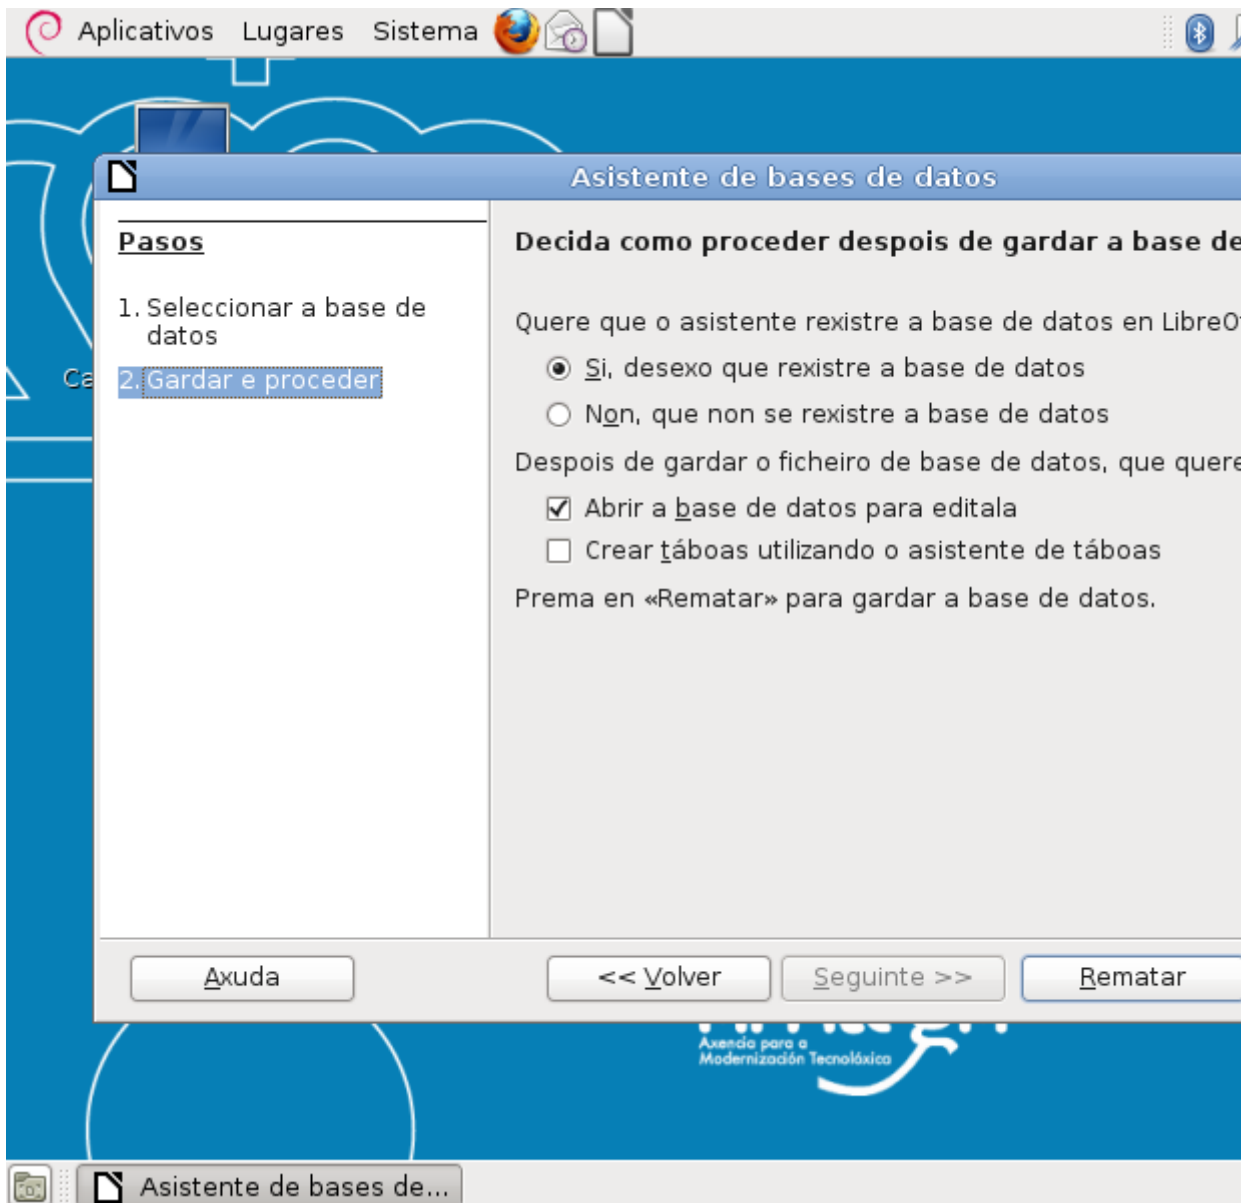 Aplicativos Lugares Sistema
Asistente de bases de datos
Pasos
1. Seleccionar a base de
datos
2. Gardar e proceder
Decida como proceder despois de gardar a base de
Quere que o asistente rexistre a base de datos en LibreO
Si, desexo que rexistre a base de datos
Non, que non se rexistre a base de datos
Despois de gardar o ficheiro de base de datos, que quere
Abrir a base de datos para editala
Crear táboas utilizando o asistente de táboas
Prema en «Rematar» para gardar a base de datos.
Ca
Axuda
<< Volver
Seguinte >>
Rematar
Axencia para a
Modernización Tecnolóxica
Asistente de bases de...